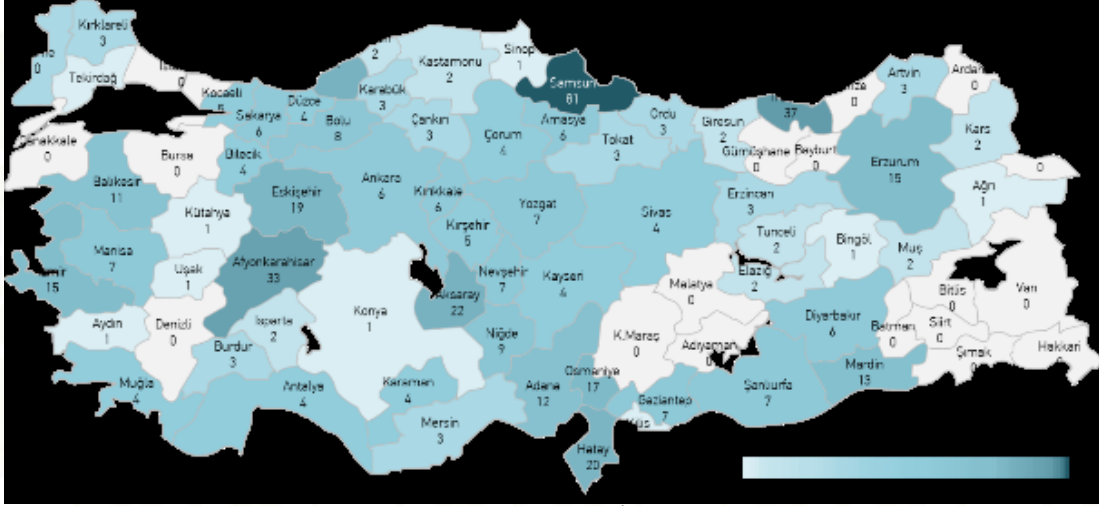 Kırklareli
3
0
Tekirdağ
0
Kocaeli
5
Sakarya
6
Düzce
4
Bolu
8
2
Karabük
3
Kastamonu
2
Sinop
1
Samsun
81
Çankırı
3
Çorum
4
Amasya
6
Tokat
3
Ordu
3
Giresun
2
37
0
Artvin
3
0
Gümüşhane
0
Bayburt
0
Erzurum
15
Kars
2
0
Ağrı
1
0
Bursa
0
Bilecik
4
Balıkesir
11
Eskişehir
19
Kütahya
1
Ankara
6
Kırıkkale
6
Kırşehir
5
Yozgat
7
Sivas
4
Erzincan
3
Tunceli
2
Bingöl
1
Muş
2
Elazığ
2
Manisa
7
15
Uşak
1
Afyonkarahisar
33
Konya
1
Aksaray
22
Nevşehir
7
Kayseri
4
Malatya
0
Bitlis
0
Van
0
Aydın
1
Denizli
0
Isparta
2
Burdur
3
Niğde
9
K.Maraş
0
Adıyaman
Diyarbakır
6
Batman
0
Siirt
0
Şırnak
Hakkari
0
Mardin
13
Muğla
4
Antalya
4
Karaman
4
Mersin
3
Adana
12
Osmaniye
17
Gaziantep
7
Şanlıurfa
7
Hatay
20